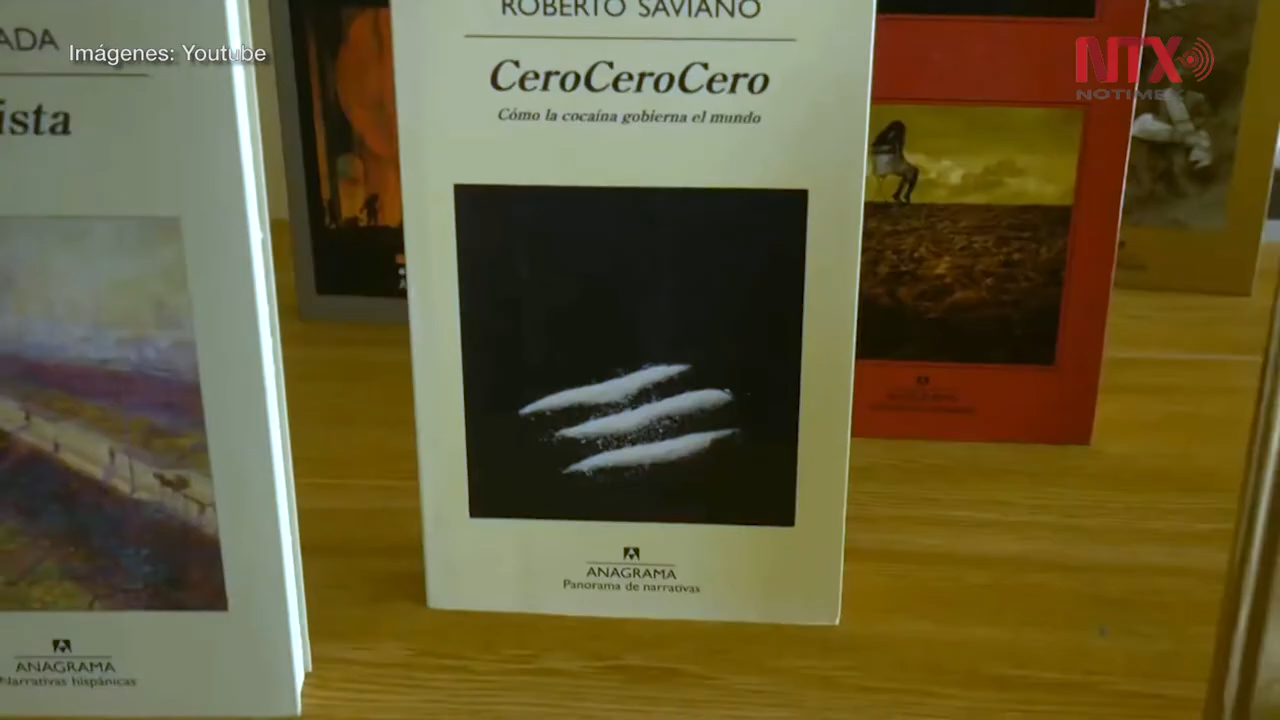 Imágenes: Youtube
NTX
NOTIMEX
ADA
ista
ANAGRAMA
Narrativas hispánicas
ROBERTO SAVIANO
CeroCeroCero
Cómo la cocaína gobierna el mundo
ANAGRAMA
Panorama de narrativas